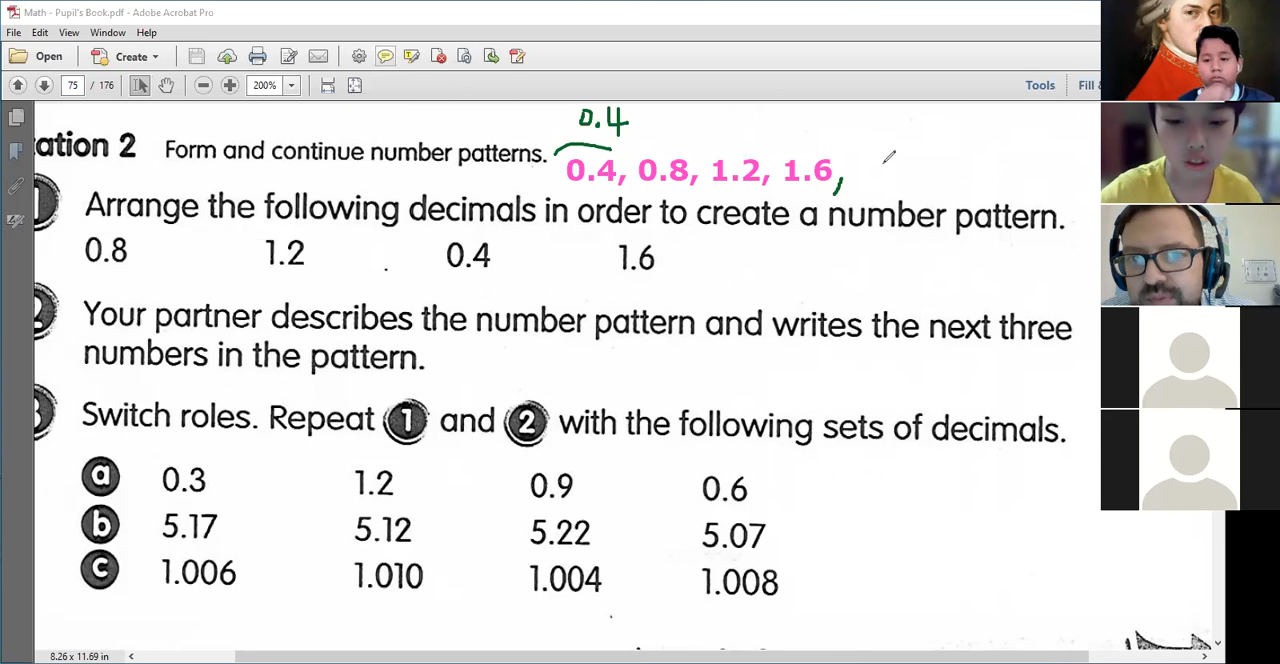 Math - Pupil's Book.pdf - Adobe Acrobat Pro
File Edit View Window Help
Open Create
75 / 176 200% Tools Fill &
0.4
ation 2 Form and continue number patterns. 0.4, 0.8, 1.2, 1.6,
1 Arrange the following decimals in order to create a number pattern.
0.8 1.2 0.4 1.6
2 Your partner describes the number pattern and writes the next three
numbers in the pattern.
3 Switch roles. Repeat 1 and 2 with the following sets of decimals.
a 0.3 1.2 0.9 0.6
b 5.17 5.12 5.22 5.07
c 1.006 1.010 1.004 1.008
8.26 x 11.69 in